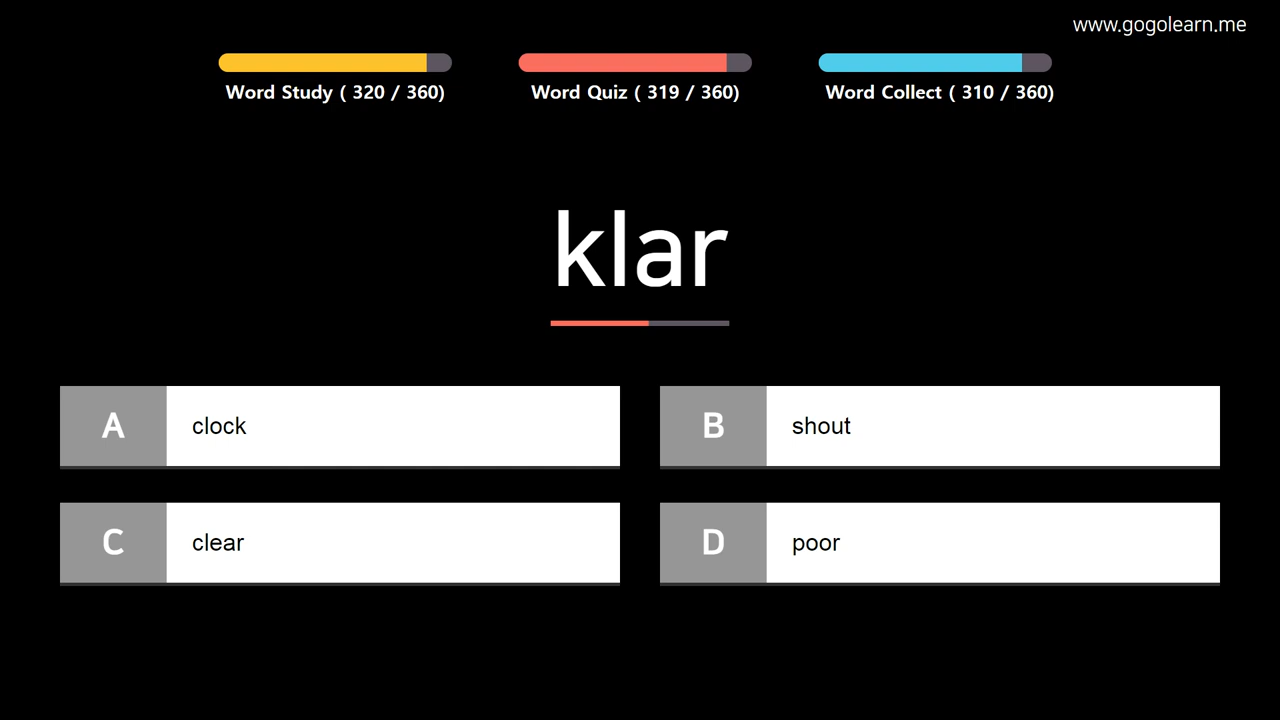 www.gogolearn.me
Word Study ( 320 / 360)
Word Quiz ( 319 / 360)
Word Collect ( 310 / 360)
klar
A clock
B shout
C clear
D poor